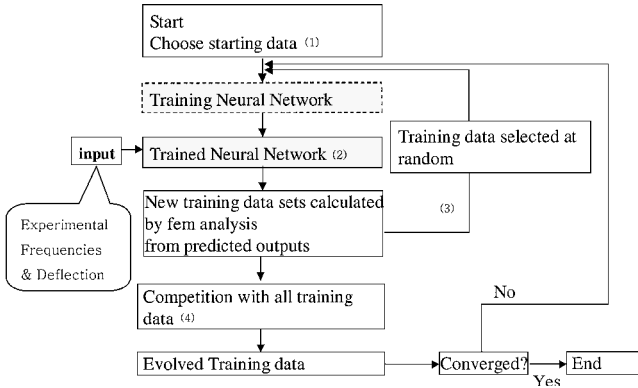 Start
Choose starting data (1)
Training Neural Network
Training data selected at
random
input
Trained Neural Network (2)
New training data sets calculated
by fem analysis
from predicted outputs
(3)
Experimental
Frequencies
& Deflection
Competition with all training
data (4)
No
Evolved Training data
Converged?
End
Yes